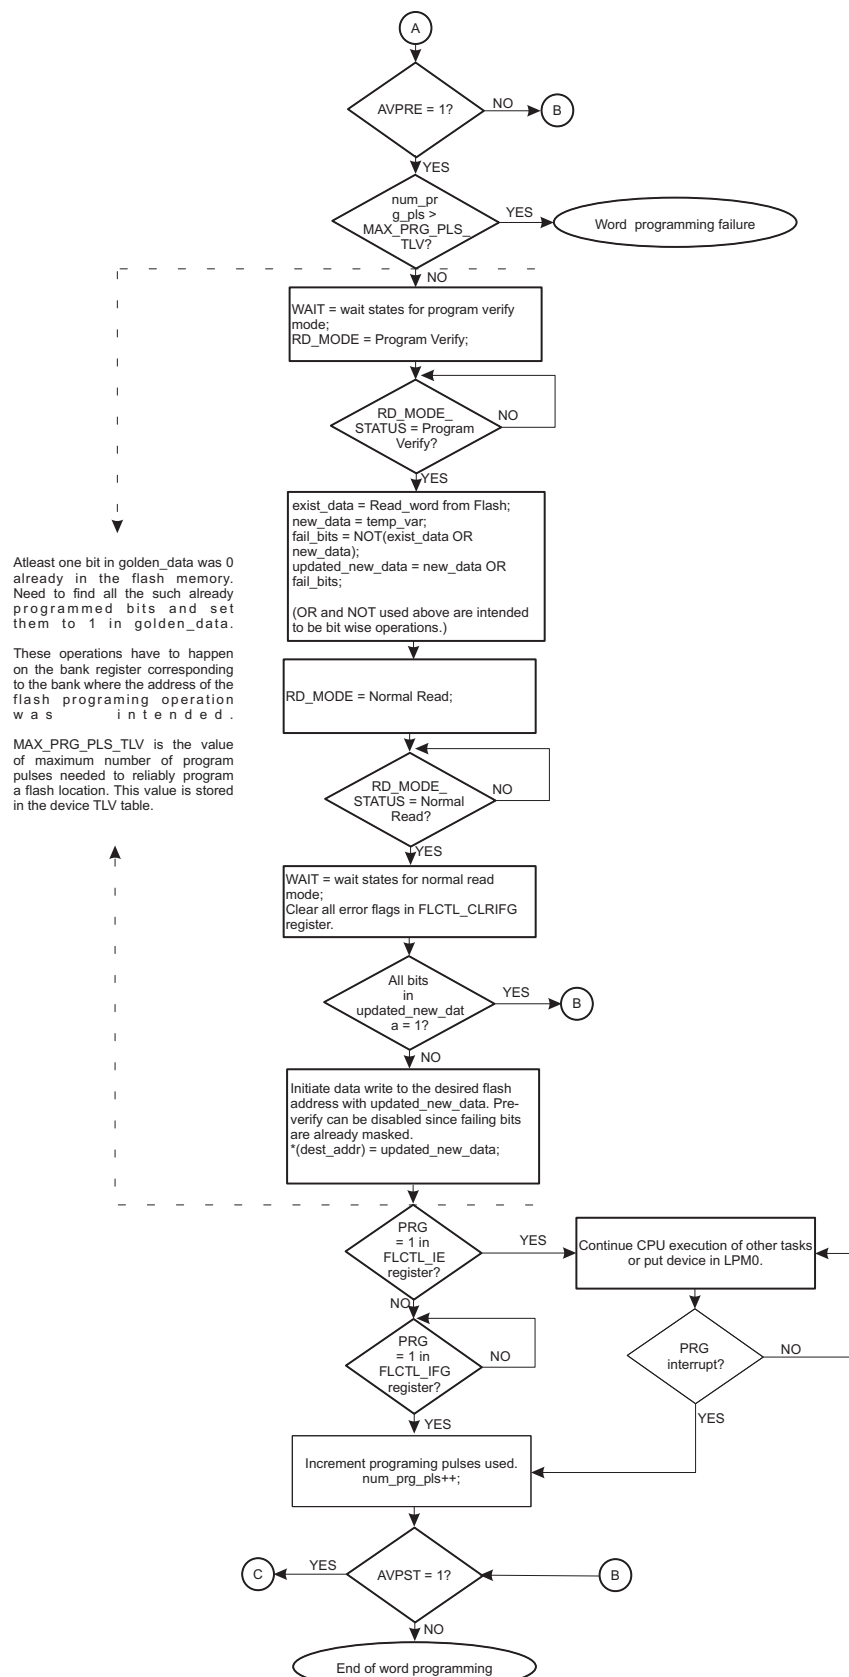 A
AVPRE = 1?
NO
B
YES
num_pr
g_pls >
MAX_PRG_PLS_
TLV?
YES
Word programming failure
NO
WAIT = wait states for program verify
mode;
RD_MODE = Program Verify;
RD_MODE_
STATUS = Program
Verify?
NO
YES
exist_data = Read_word from Flash;
new_data = temp_var;
fail_bits = NOT(exist_data OR
new_data);
updated_new_data = new_data OR
fail_bits;
(OR and NOT used above are intended
to be bit wise operations.)
Atleast one bit in golden_data was 0
already in the flash memory.
Need to find all the such already
programmed bits and set
them to 1 in golden_data.
These operations have to happen
on the bank register corresponding
to the bank where the address of the
flash programing operation
was intended.
MAX_PRG_PLS_TLV is the value
of maximum number of program
pulses needed to reliably program
a flash location. This value is stored
in the device TLV table.
RD_MODE = Normal Read;
RD_MODE_
STATUS = Normal
Read?
NO
YES
WAIT = wait states for normal read
mode;
Clear all error flags in FLCTL_CLRIFG
register.
All bits
in
updated_new_dat
a = 1?
YES
B
NO
Initiate data write to the desired flash
address with updated_new_data. Pre-
verify can be disabled since failing bits
are already masked.
*(dest_addr) = updated_new_data;
PRG
= 1 in
FLCTL_IE
register?
YES
Continue CPU execution of other tasks
or put device in LPM0.
NO
PRG
= 1 in
FLCTL_IFG
register?
NO
PRG
interrupt?
NO
YES
YES
Increment programing pulses used.
num_prg_pls++;
C
YES
AVPST = 1?
B
NO
End of word programming